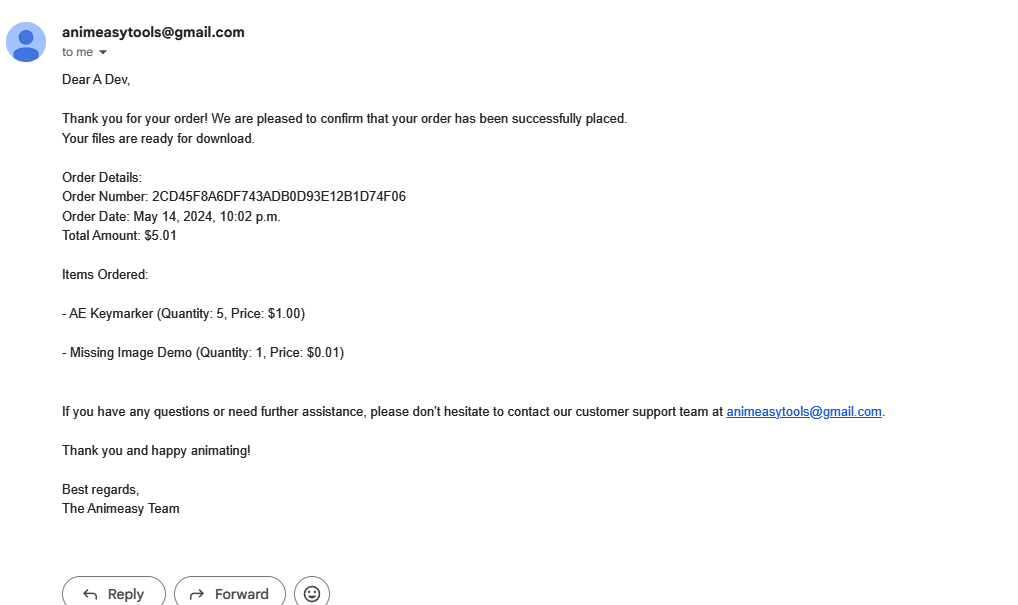 animeasytools@gmail.com
to me
Dear A Dev,
Thank you for your order! We are pleased to confirm that your order has been successfully placed.
Your files are ready for download.
Order Details:
Order Number: 2CD45F8A6DF743ADB0D93E12B1D74F06
Order Date: May 14, 2024, 10:02 p.m.
Total Amount: $5.01
Items Ordered:
- AE Keymarker (Quantity: 5, Price: $1.00)
- Missing Image Demo (Quantity: 1, Price: $0.01)
If you have any questions or need further assistance, please don't hesitate to contact our customer support team at animeasytools@gmail.com.
Thank you and happy animating!
Best regards,
The Animeasy Team
Reply Forward